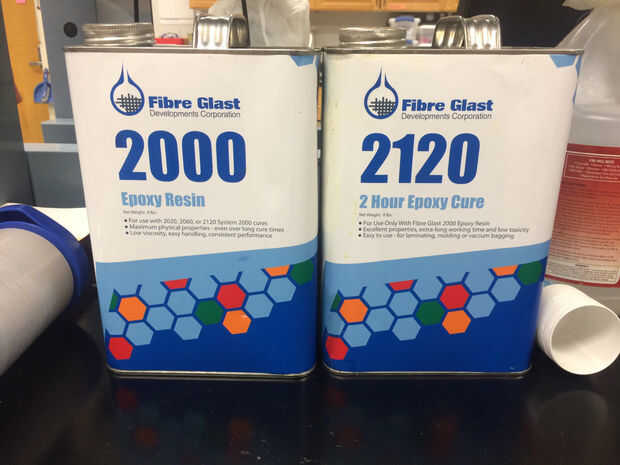 Fibre Glast
Developments Corporation
2000
Epoxy Resin
• For use with 2020, 2060, or 2120 System 2000 cures
• Maximum physical properties - even over long cure times
• Low viscosity, easy handling, consistent performance
Fibre Glast
Developments Corporation
2120
2 Hour Epoxy Cure
• For Use Only With Fibre Glast 2000 Epoxy Resin
• Excellent properties, extra-long working time and low toxicity
• Easy to use - for laminating, molding or vacuum bagging